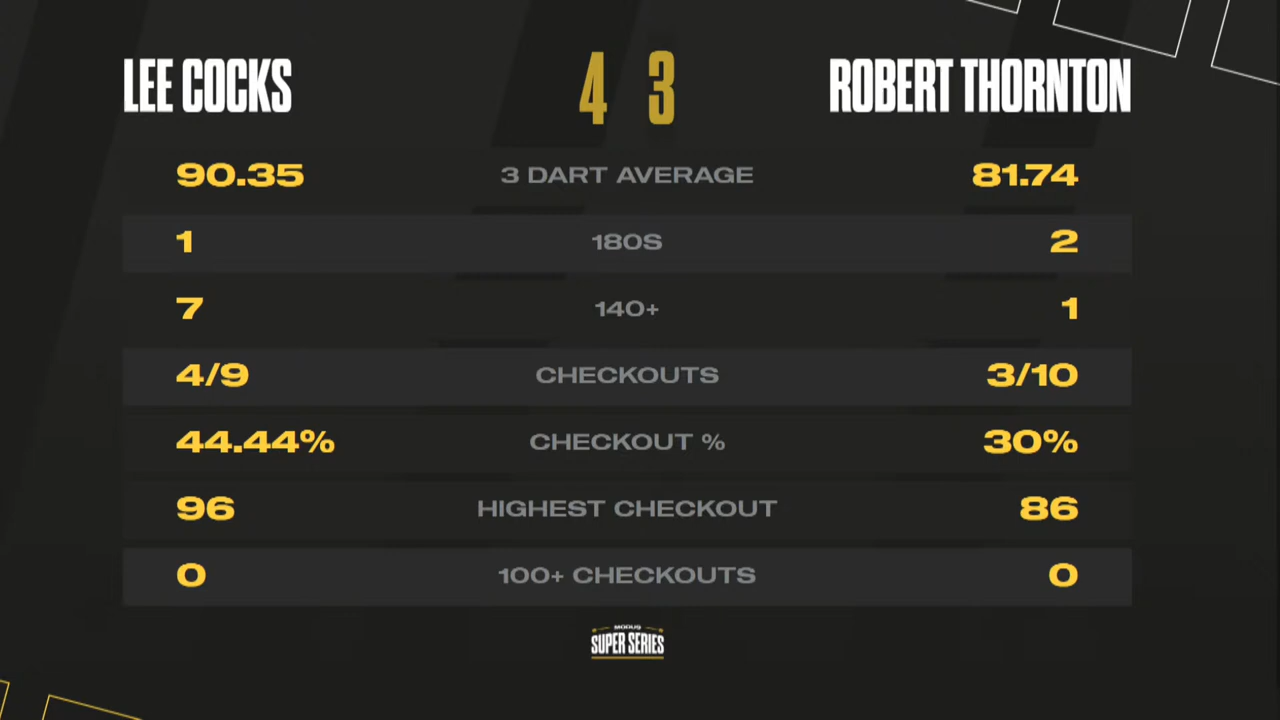 LEE COCKS 4 3 ROBERT THORNTON
90.35 3 DART AVERAGE 81.74
1 180S 2
7 140+ 1
4/9 CHECKOUTS 3/10
44.44% CHECKOUT % 30%
96 HIGHEST CHECKOUT 86
0 100+ CHECKOUTS 0
MODUS
SUPER SERIES